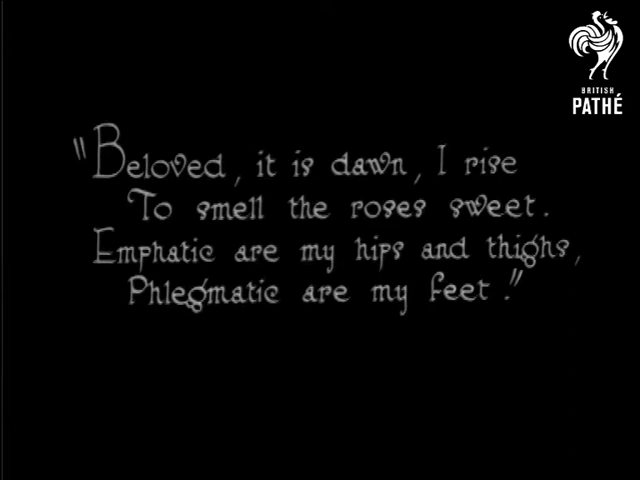 BRITISH
PATHÉ
"Beloved, it is dawn, I rise
To smell the roses sweet.
Emphatic are my hips and thighs,
Phlegmatic are my feet."